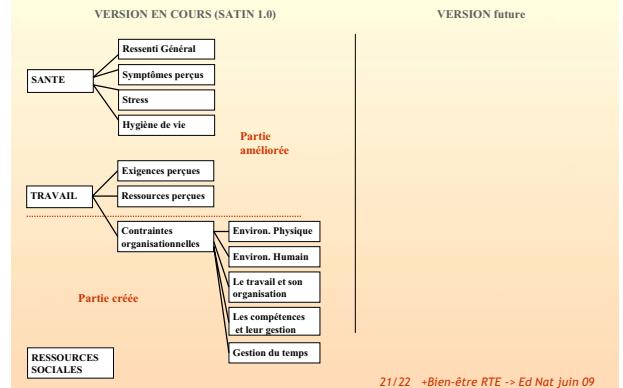 VERSION EN COURS (SATIN 1.0)
VERSION future
Ressenti Général
SANTE
Symptômes perçus
Stress
Hygiène de vie
Partie
améliorée
Exigences perçues
TRAVAIL
Ressources perçues
Contraintes
organisationnelles
Environ. Physique
Environ. Humain
Le travail et son
organisation
Partie créée
Les compétences
et leur gestion
Gestion du temps
RESSOURCES
SOCIALES
21/22 +Bien-être RTE -> Ed Nat juin 09